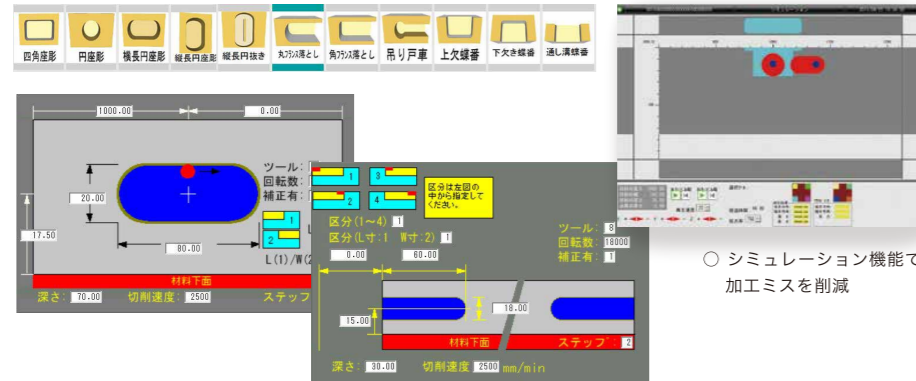 四角座彫 円座彫 横長円座彫 縦長円座彫 縦長円抜き 丸フランス落とし 角フランス落とし 吊り戸車 上欠蝶番 下欠き蝶番 通し溝蝶番
1000.00 0.00
ツール:
回転数:
補正有:
20.00
17.50
80.00
1
2
L(1)/W(2
材料下面
深さ: 70.00 切削速度: 2500 ステップ
1 3
2 4
区分は左図の
中から指定して
ください。
区分(1~4) 1
区分(L寸:1 W寸:2) 1
ツール: 8
回転数: 18000
補正有: 1
0.00 60.00
18.00
15.00
材料下面 ステップ: 2
深さ: 30.00 切削速度 2500 mm/min
○ シミュレーション機能で
加工ミスを削減